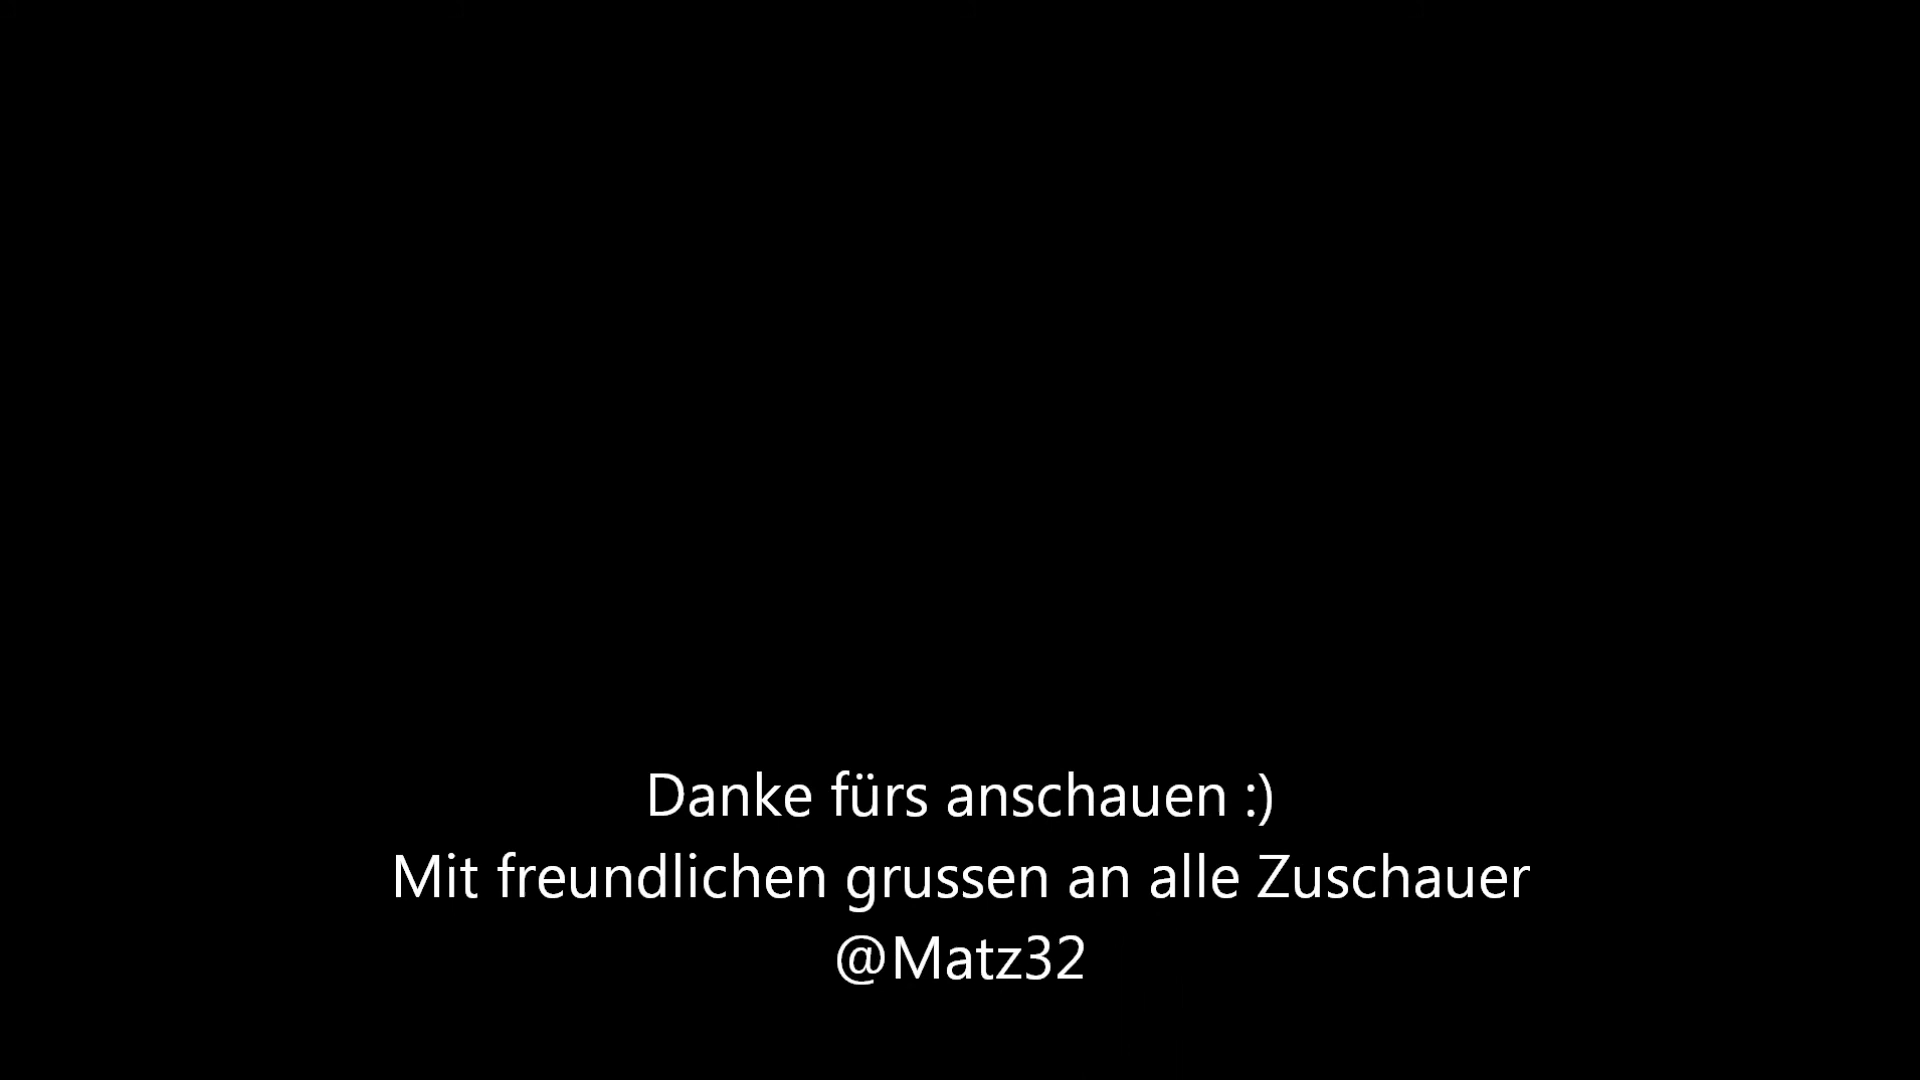 Danke fürs anschauen :)
Mit freundlichen grussen an alle Zuschauer
@Matz32